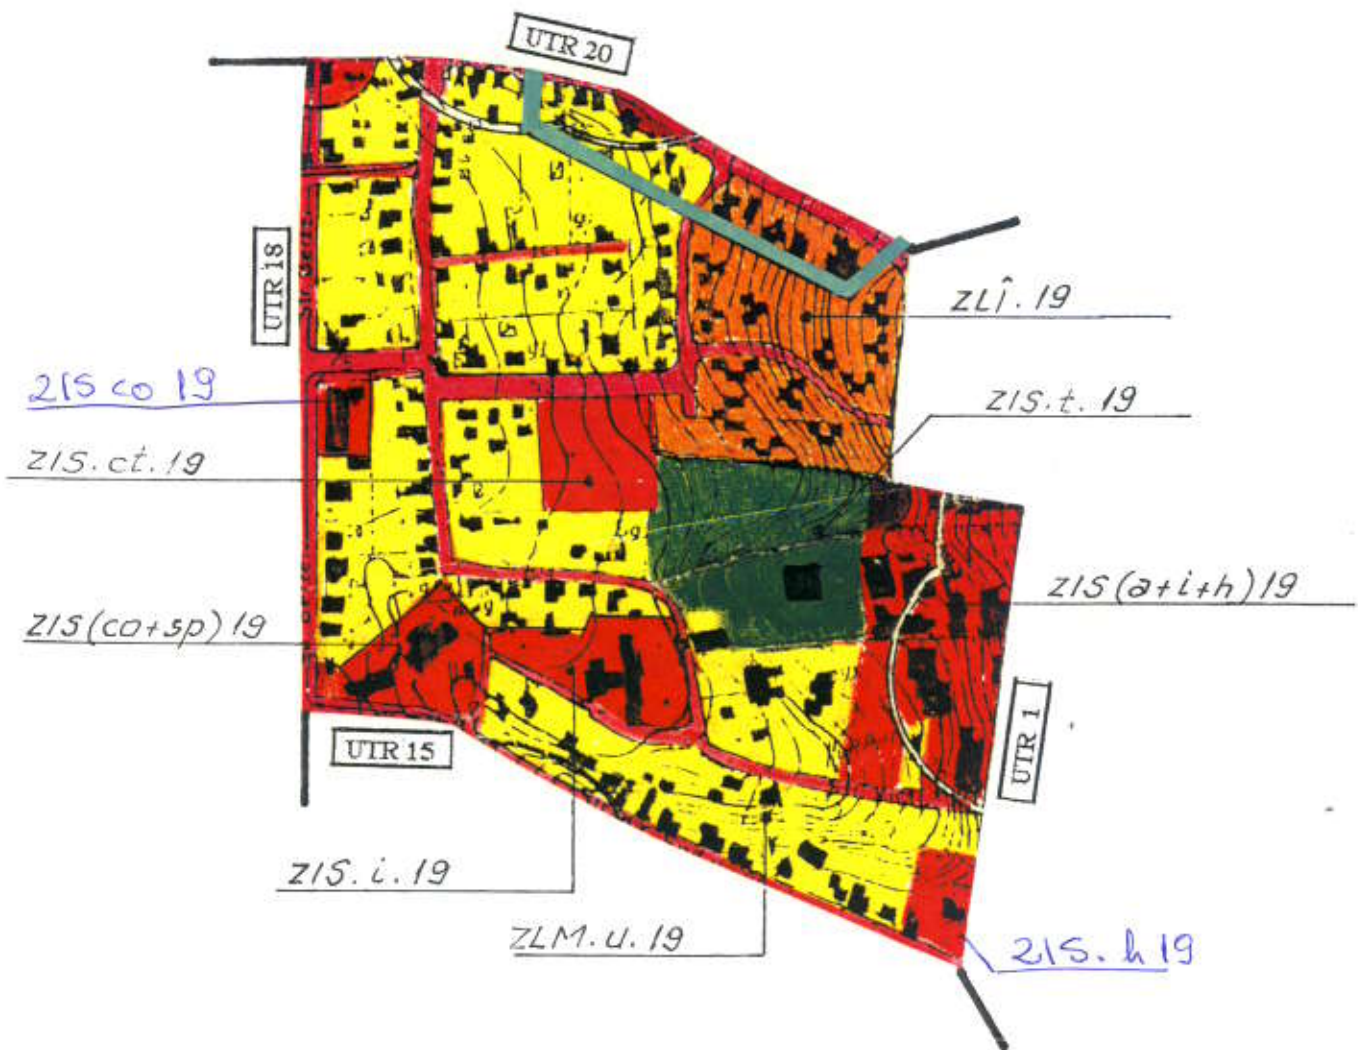 UTR 20
UTR 18
ZLÎ. 19
ZIS co 19
ZIS. t. 19
ZIS. ct. 19
ZIS(a+i+h)19
ZIS(co+sp)19
UTR 15
UTR 1
ZIS. i. 19
ZLM. u. 19
ZIS. h 19